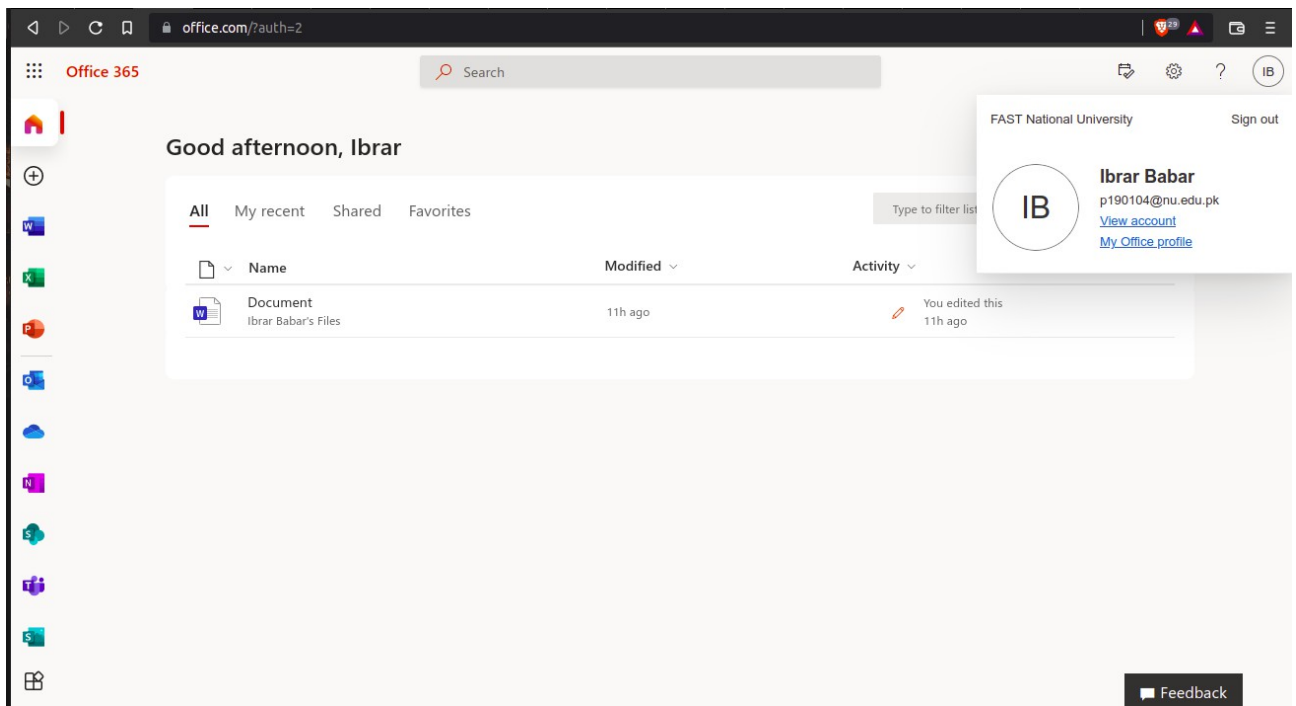 office.com/?auth=2
29
Office 365
Search
?
IB
FAST National University
Sign out
Good afternoon, Ibrar
IB
Ibrar Babar
p190104@nu.edu.pk
View account
My Office profile
All My recent Shared Favorites
Type to filter list
Name Modified Activity
Document
Ibrar Babar's Files
11h ago
You edited this
11h ago
W
X
P
O
N
S
T
S
W
Feedback